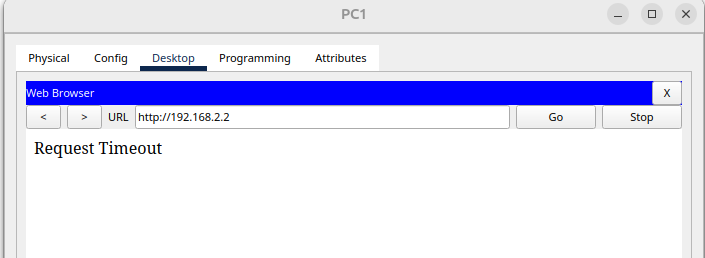 PC1
Physical Config Desktop Programming Attributes
Web Browser X
< > URL http://192.168.2.2 Go Stop
Request Timeout